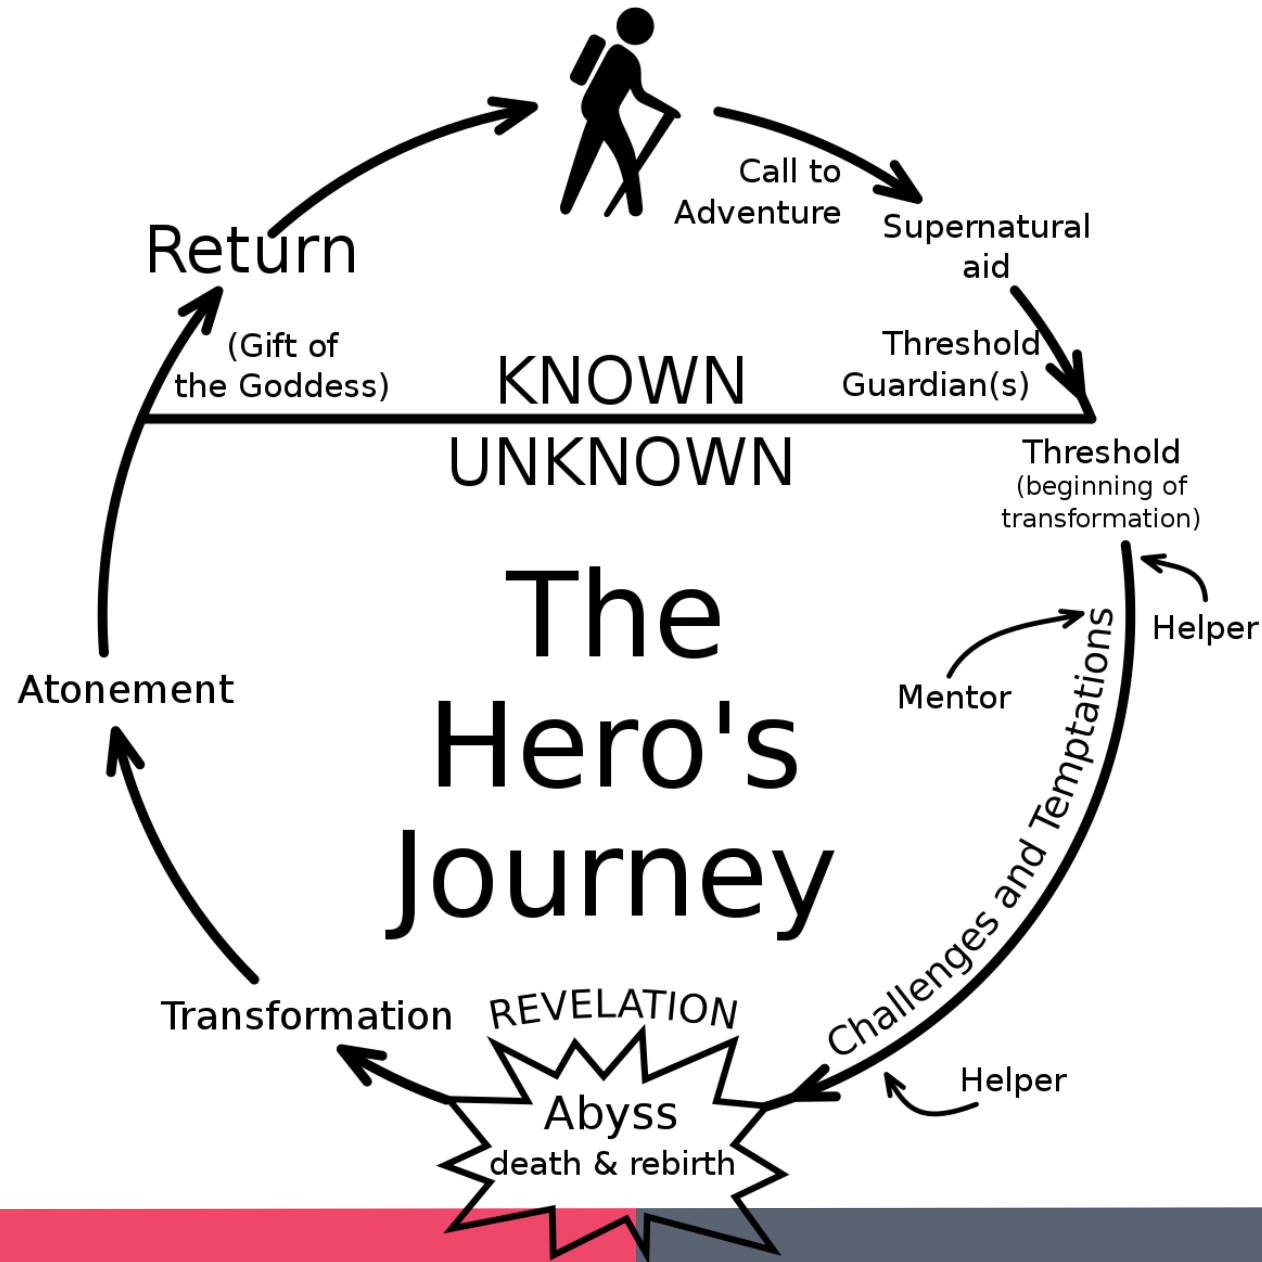 Call to
Adventure
Supernatural
aid
Return
(Gift of
the Goddess)
KNOWN
Threshold
Guardian(s)
UNKNOWN
Threshold
(beginning of
transformation)
Helper
Mentor
Challenges and Temptations
The
Hero's
Journey
Atonement
Transformation
REVELATION
Abyss
death & rebirth
Helper